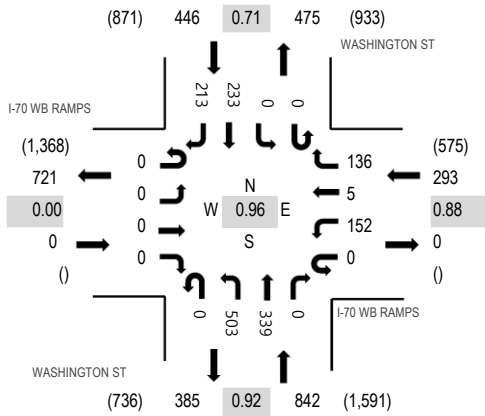 (871) 446 0.71 475 (933)
WASHINGTON ST
I-70 WB RAMPS
213 233 0 0
(1,368) (575)
721 0 136 293
0.00 0 N 5 0.88
W 0.96 E
0 0 S 152 0
() 0 0 ()
0 503 339 0
I-70 WB RAMPS
WASHINGTON ST
(736) 385 0.92 842 (1,591)